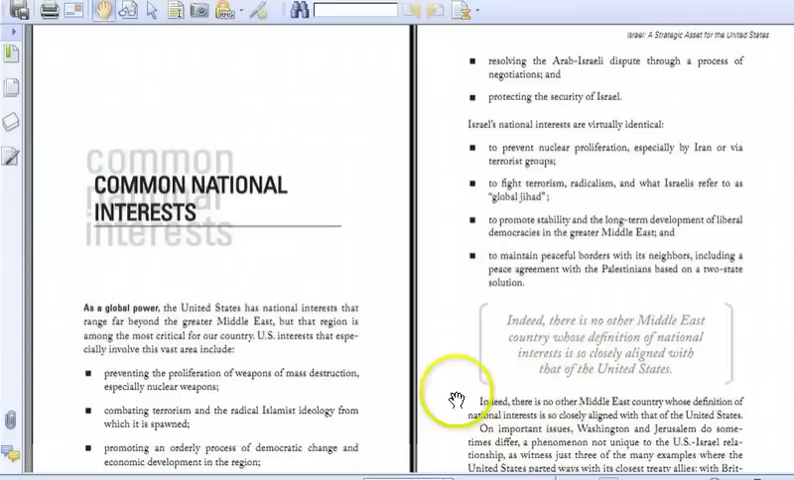 common
national
interests
COMMON NATIONAL
INTERESTS
As a global power, the United States has national interests that
range far beyond the greater Middle East, but that region is
among the most critical for our country. U.S. interests that espe-
cially involve this vast area include:
■ preventing the proliferation of weapons of mass destruction,
especially nuclear weapons;
■ combating terrorism and the radical Islamist ideology from
which it is spawned;
■ promoting an orderly process of democratic change and
economic development in the region;
Israel: A Strategic Asset for the United States
■ resolving the Arab-Israeli dispute through a process of
negotiations; and
■ protecting the security of Israel.
Israel's national interests are virtually identical:
■ to prevent nuclear proliferation, especially by Iran or via
terrorist groups;
■ to fight terrorism, radicalism, and what Israelis refer to as
"global jihad";
■ to promote stability and the long-term development of liberal
democracies in the greater Middle East; and
■ to maintain peaceful borders with its neighbors, including a
peace agreement with the Palestinians based on a two-state
solution.
Indeed, there is no other Middle East
country whose definition of national
interests is so closely aligned with
that of the United States.
Indeed, there is no other Middle East country whose definition of
national interests is so closely aligned with that of the United States.
On important issues, Washington and Jerusalem do some-
times differ, a phenomenon not unique to the U.S.-Israel rela-
tionship, as witness just three of the many examples where the
United States parted ways with its closest treaty allies: with Brit-